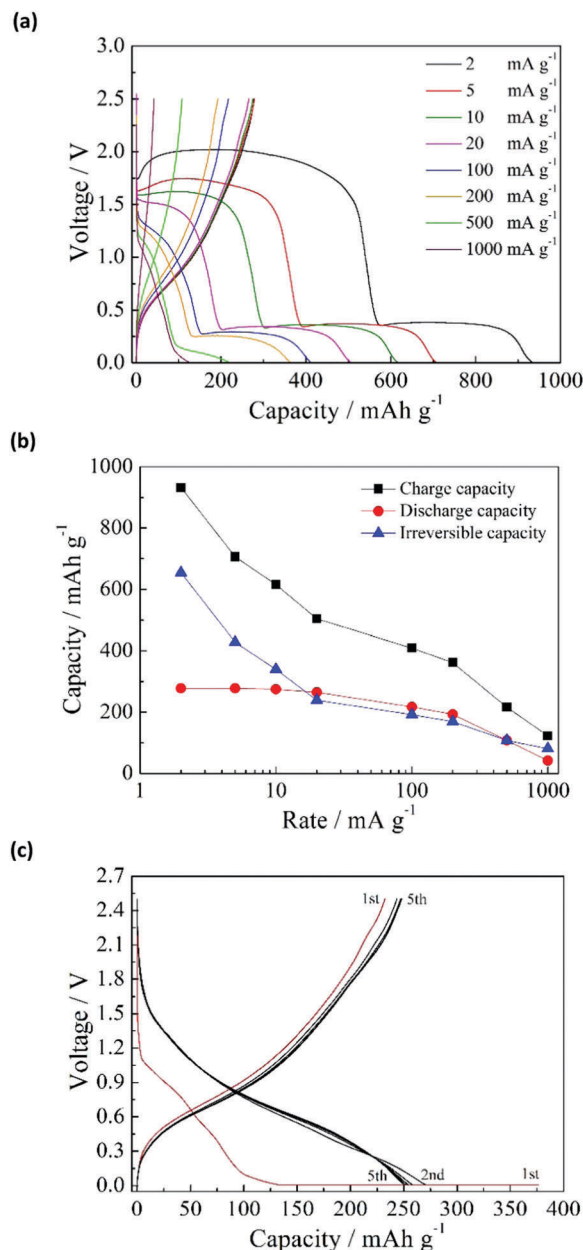 (a)
3.0
2.5
2.0
1.5
1.0
0.5
0.0
Voltage / V
2 mA g⁻¹
5 mA g⁻¹
10 mA g⁻¹
20 mA g⁻¹
100 mA g⁻¹
200 mA g⁻¹
500 mA g⁻¹
1000 mA g⁻¹
0 200 400 600 800 1000
Capacity / mAh g⁻¹
(b)
1000
800
600
400
200
0
Capacity / mAh g⁻¹
Charge capacity
Discharge capacity
Irreversible capacity
1 10 100 1000
Rate / mA g⁻¹
(c)
2.7
2.4
2.1
1.8
1.5
1.2
0.9
0.6
0.3
0.0
Voltage / V
1st 5th
5th 2nd 1st
0 50 100 150 200 250 300 350 400
Capacity / mAh g⁻¹